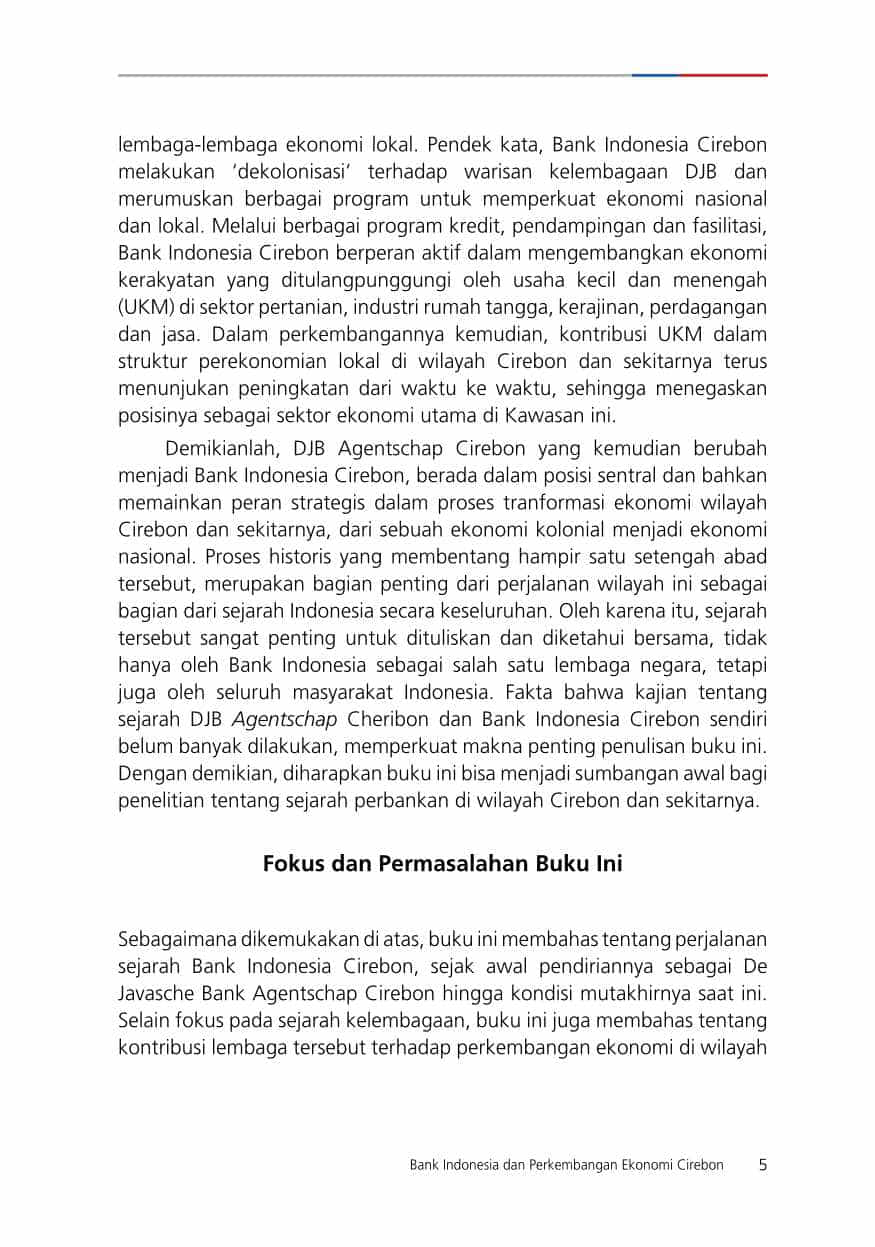 lembaga-lembaga ekonomi lokal. Pendek kata, Bank Indonesia Cirebon
melakukan ‘dekolonisasi’ terhadap warisan kelembagaan DJB dan
merumuskan berbagai program untuk memperkuat ekonomi nasional
dan lokal. Melalui berbagai program kredit, pendampingan dan fasilitasi,
Bank Indonesia Cirebon berperan aktif dalam mengembangkan ekonomi
kerakyatan yang ditulangpunggungi oleh usaha kecil dan menengah
(UKM) di sektor pertanian, industri rumah tangga, kerajinan, perdagangan
dan jasa. Dalam perkembangannya kemudian, kontribusi UKM dalam
struktur perekonomian lokal di wilayah Cirebon dan sekitarnya terus
menunjukan peningkatan dari waktu ke waktu, sehingga menegaskan
posisinya sebagai sektor ekonomi utama di Kawasan ini.
Demikianlah, DJB Agentschap Cirebon yang kemudian berubah
menjadi Bank Indonesia Cirebon, berada dalam posisi sentral dan bahkan
memainkan peran strategis dalam proses tranformasi ekonomi wilayah
Cirebon dan sekitarnya, dari sebuah ekonomi kolonial menjadi ekonomi
nasional. Proses historis yang membentang hampir satu setengah abad
tersebut, merupakan bagian penting dari perjalanan wilayah ini sebagai
bagian dari sejarah Indonesia secara keseluruhan. Oleh karena itu, sejarah
tersebut sangat penting untuk dituliskan dan diketahui bersama, tidak
hanya oleh Bank Indonesia sebagai salah satu lembaga negara, tetapi
juga oleh seluruh masyarakat Indonesia. Fakta bahwa kajian tentang
sejarah DJB Agentschap Cheribon dan Bank Indonesia Cirebon sendiri
belum banyak dilakukan, memperkuat makna penting penulisan buku ini.
Dengan demikian, diharapkan buku ini bisa menjadi sumbangan awal bagi
penelitian tentang sejarah perbankan di wilayah Cirebon dan sekitarnya.
Fokus dan Permasalahan Buku Ini
Sebagaimana dikemukakan di atas, buku ini membahas tentang perjalanan
sejarah Bank Indonesia Cirebon, sejak awal pendiriannya sebagai De
Javasche Bank Agentschap Cirebon hingga kondisi mutakhirnya saat ini.
Selain fokus pada sejarah kelembagaan, buku ini juga membahas tentang
kontribusi lembaga tersebut terhadap perkembangan ekonomi di wilayah
Bank Indonesia dan Perkembangan Ekonomi Cirebon 5